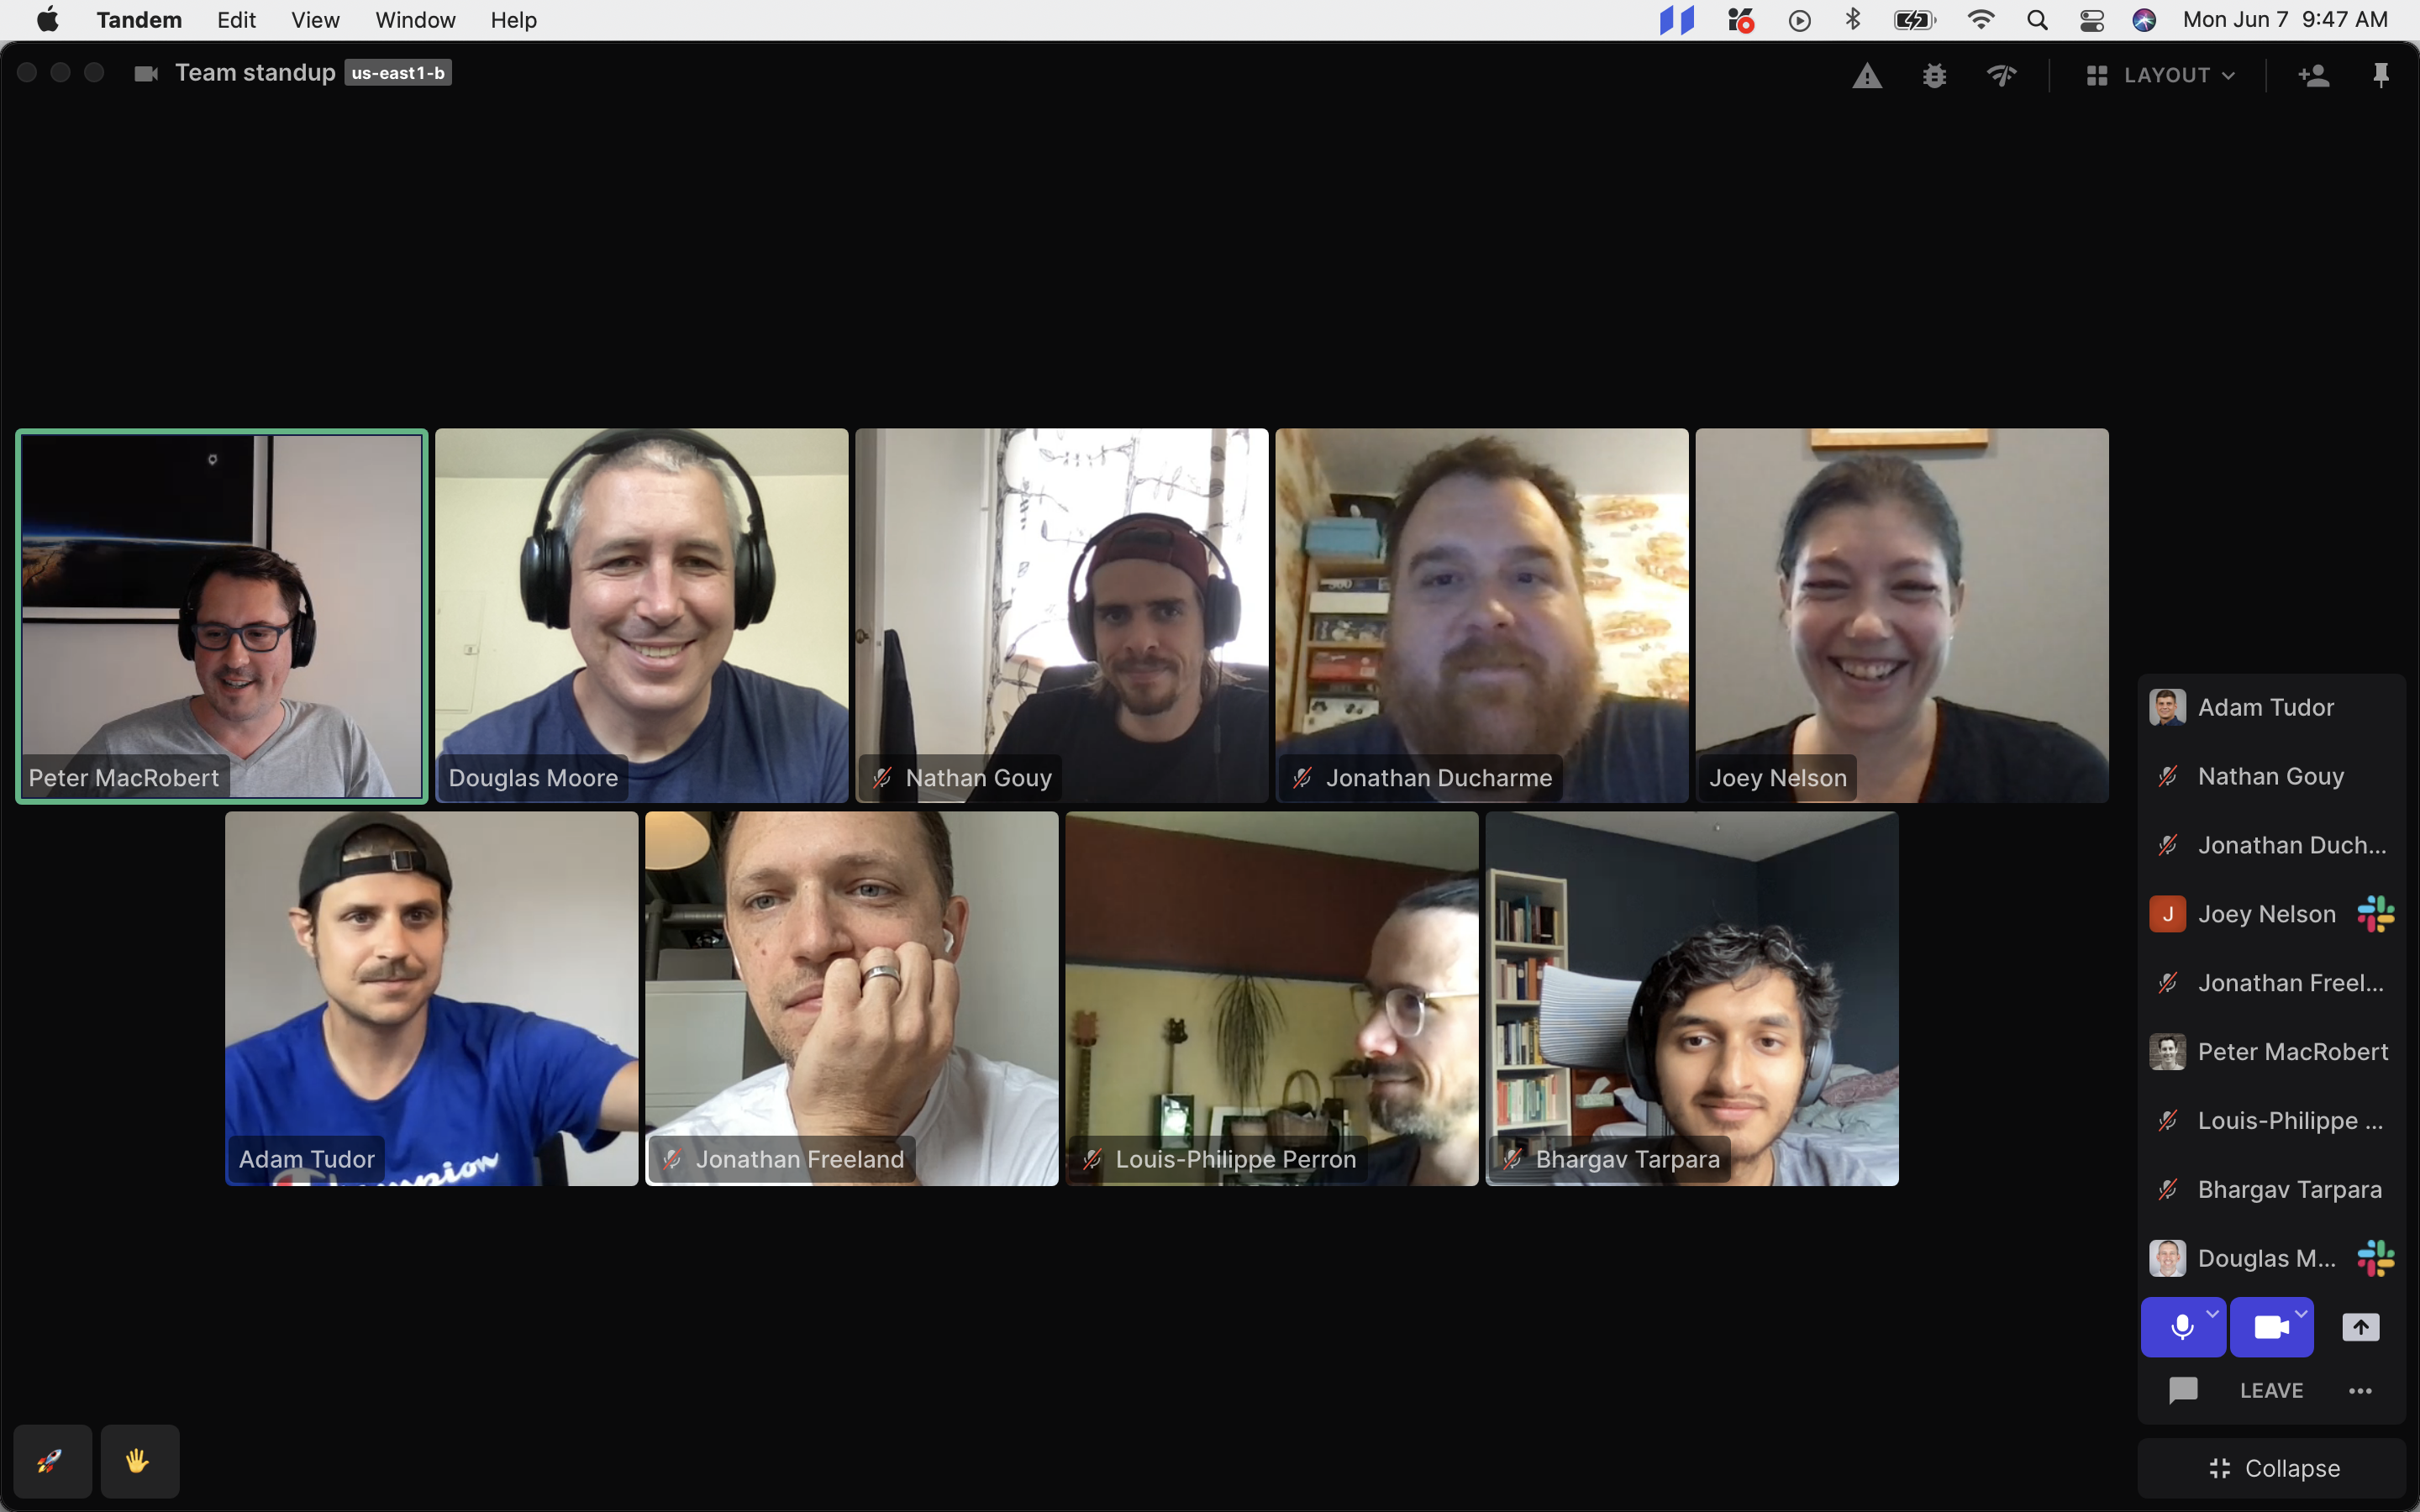 Tandem Edit View Window Help Mon Jun 7 9:47 AM
Team standup us-east1-b LAYOUT
Peter MacRobert
Douglas Moore
Nathan Gouy
Jonathan Ducharme
Joey Nelson
Adam Tudor
Jonathan Freeland
Louis-Philippe Perron
Bhargav Tarpara
Adam Tudor
Nathan Gouy
Jonathan Duch...
J Joey Nelson
Jonathan Freel...
Peter MacRobert
Louis-Philippe ...
Bhargav Tarpara
Douglas M...
LEAVE
Collapse